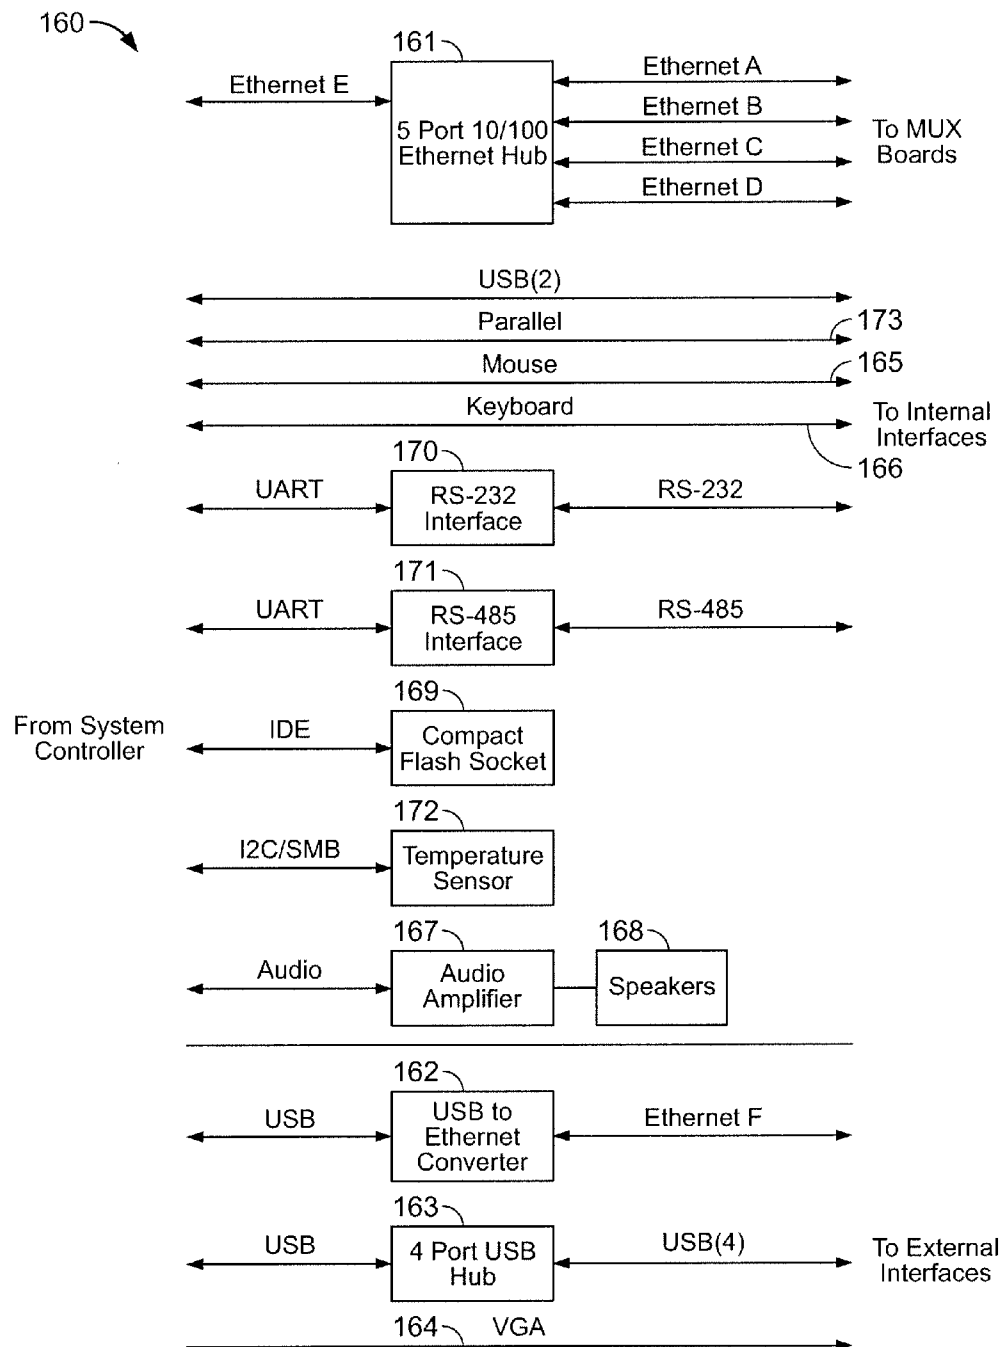 160
161
Ethernet E
5 Port 10/100
Ethernet Hub
Ethernet A
Ethernet B
Ethernet C
Ethernet D
To MUX
Boards
USB(2)
Parallel
173
Mouse
165
Keyboard
166
To Internal
Interfaces
170
UART
RS-232
Interface
RS-232
171
UART
RS-485
Interface
RS-485
From System
Controller
169
IDE
Compact
Flash Socket
172
I2C/SMB
Temperature
Sensor
167
Audio
Audio
Amplifier
168
Speakers
162
USB
USB to
Ethernet
Converter
Ethernet F
163
USB
4 Port USB
Hub
USB(4)
To External
Interfaces
164
VGA